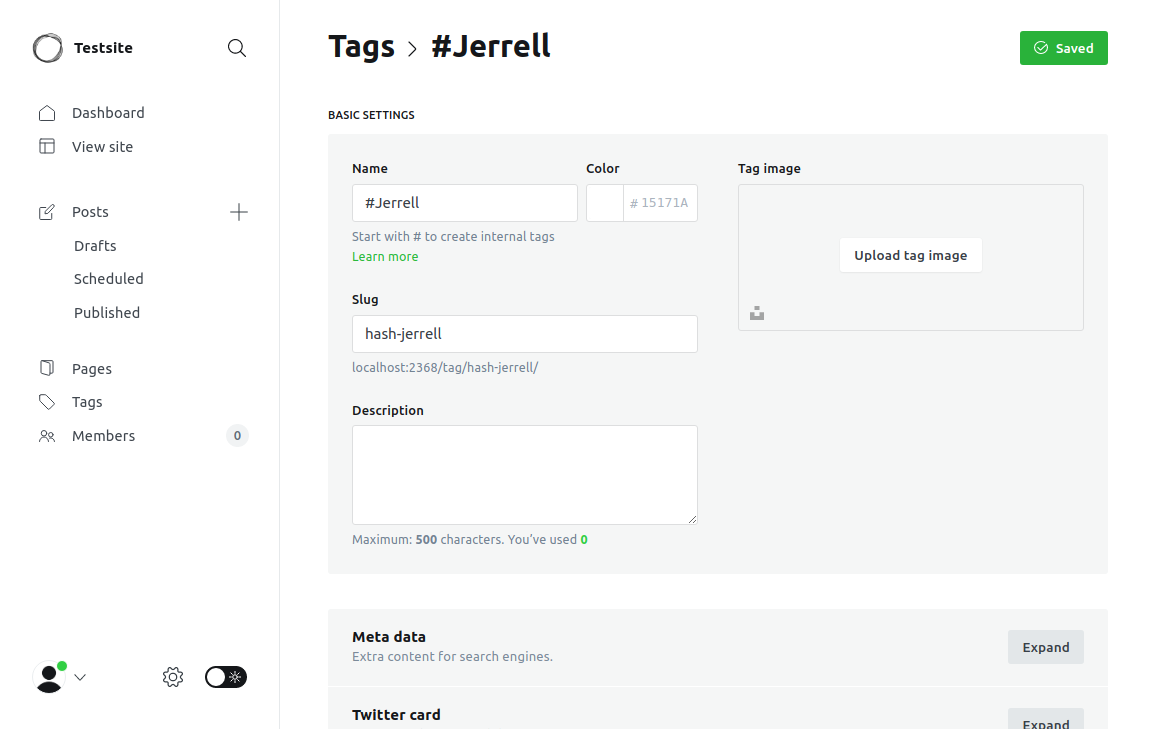 Testsite
Dashboard
View site
Posts
Drafts
Scheduled
Published
Pages
Tags
Members 0
Tags > #Jerrell
Saved
BASIC SETTINGS
Name
#Jerrell
Color
# 15171A
Start with # to create internal tags
Learn more
Slug
hash-jerrell
localhost:2368/tag/hash-jerrell/
Description
Maximum: 500 characters. You've used 0
Tag image
Upload tag image
Meta data
Extra content for search engines.
Expand
Twitter card
Expand